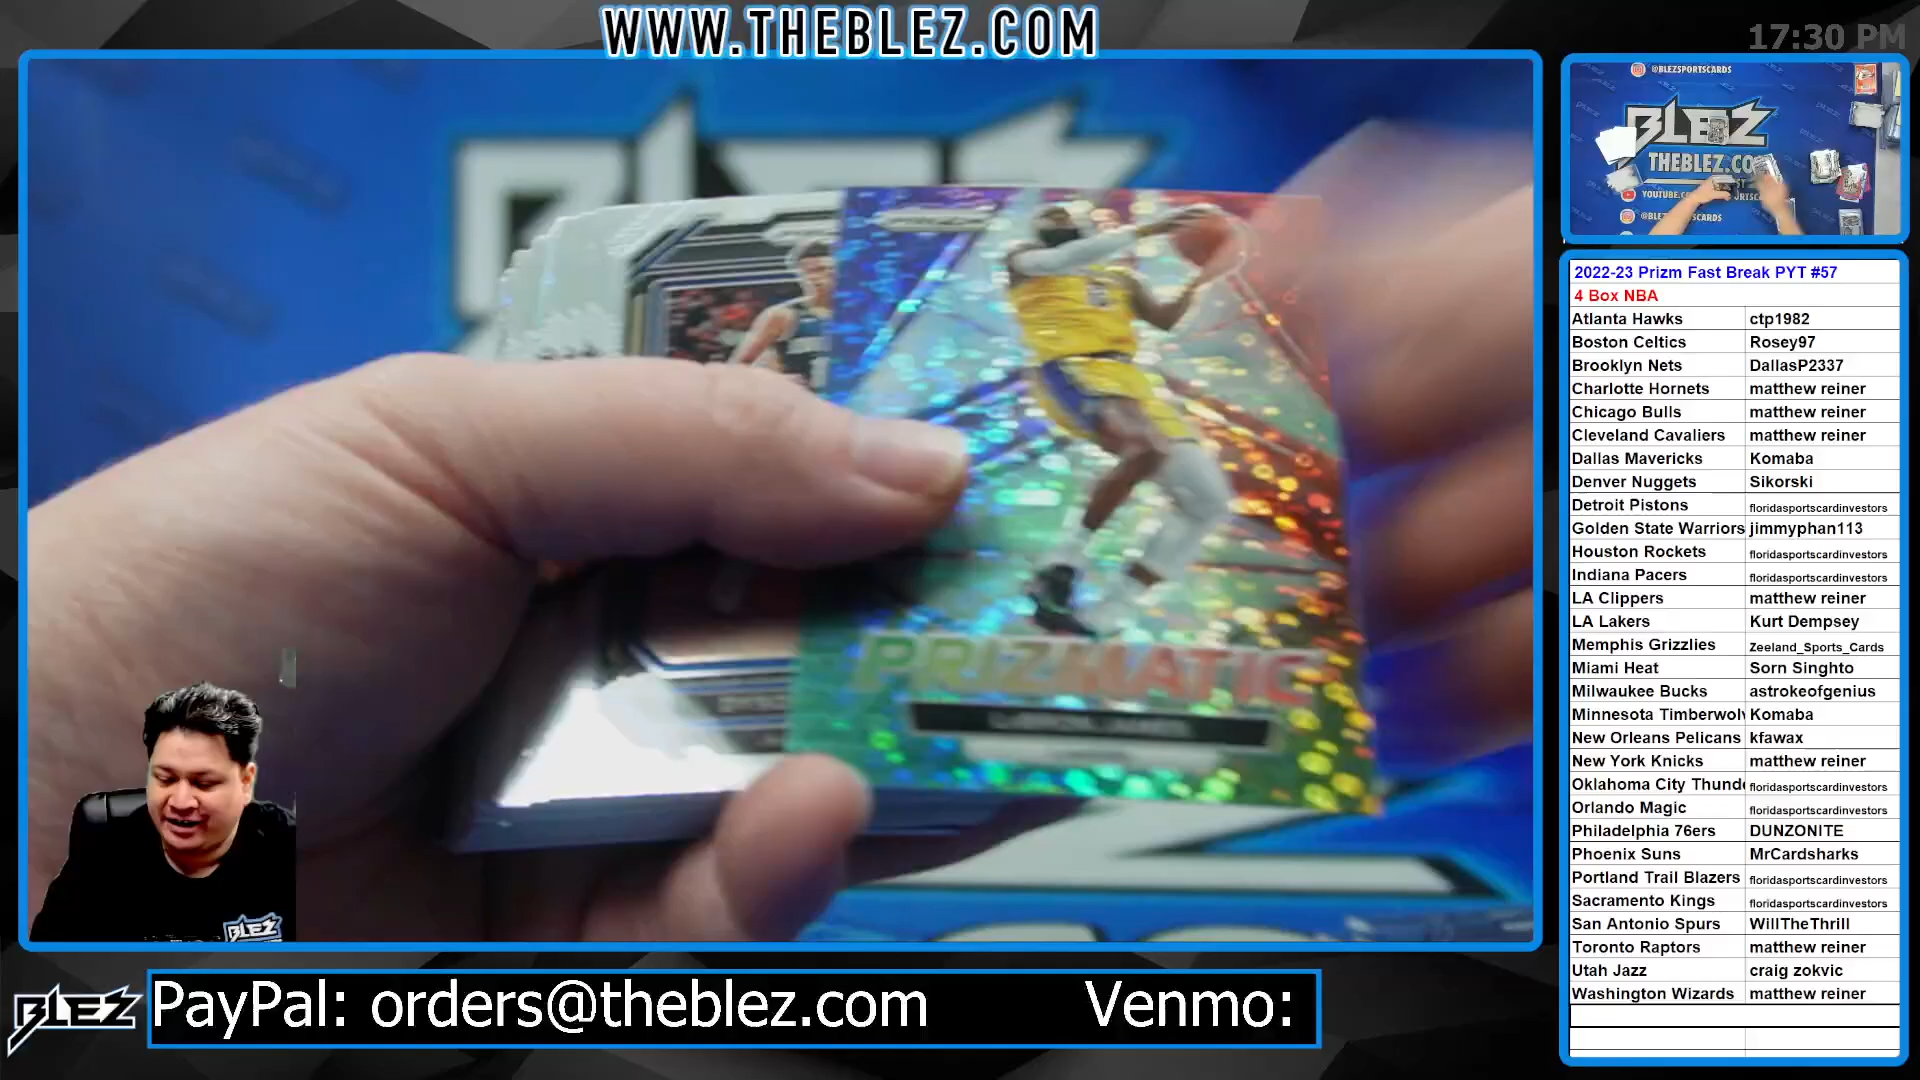 WWW.THEBLEZ.COM
17:30 PM
BLEZ
PRIZMATIC
LEBRON JAMES
BLEZ
@BLEZSPORTSCARDS
BLEZ
THEBLEZ.CO
2022-23 Prizm Fast Break PYT #57
4 Box NBA
Atlanta Hawks ctp1982
Boston Celtics Rosey97
Brooklyn Nets DallasP2337
Charlotte Hornets matthew reiner
Chicago Bulls matthew reiner
Cleveland Cavaliers matthew reiner
Dallas Mavericks Komaba
Denver Nuggets Sikorski
Detroit Pistons floridasportscardinvestors
Golden State Warriors jimmyphan113
Houston Rockets floridasportscardinvestors
Indiana Pacers floridasportscardinvestors
LA Clippers matthew reiner
LA Lakers Kurt Dempsey
Memphis Grizzlies Zeeland_Sports_Cards
Miami Heat Sorn Singhto
Milwaukee Bucks astrokeofgenius
Minnesota Timberwolv Komaba
New Orleans Pelicans kfawax
New York Knicks matthew reiner
Oklahoma City Thund floridasportscardinvestors
Orlando Magic floridasportscardinvestors
Philadelphia 76ers DUNZONITE
Phoenix Suns MrCardsharks
Portland Trail Blazers floridasportscardinvestors
Sacramento Kings floridasportscardinvestors
San Antonio Spurs WillTheThrill
Toronto Raptors matthew reiner
Utah Jazz craig zokvic
Washington Wizards matthew reiner
BLEZ
PayPal: orders@theblez.com Venmo: